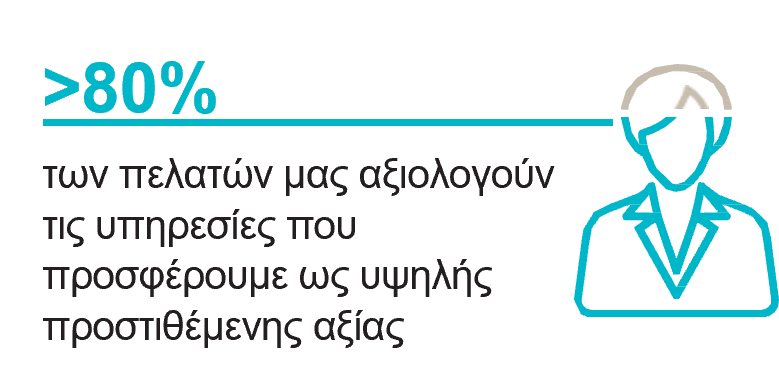 >80%
των πελατών μας αξιολογούν
τις υπηρεσίες που
προσφέρουμε ως υψηλής
προστιθέμενης αξίας